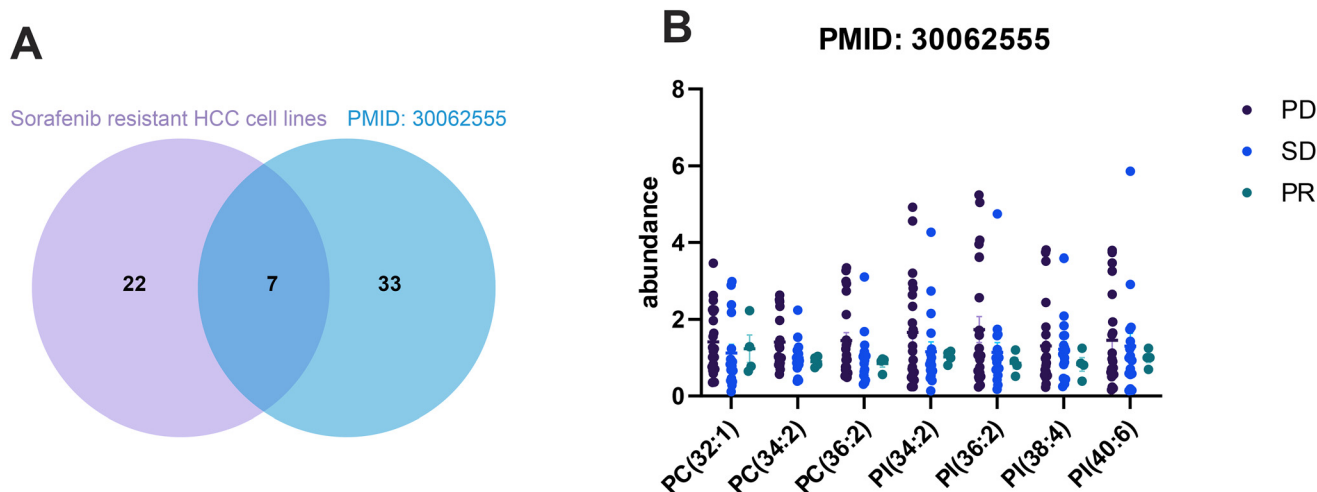 A
Sorafenib resistant HCC cell lines PMID: 30062555
22 7 33
B
PMID: 30062555
abundance
8
6
4
2
0
PC(32:1) PC(34:2) PC(36:2) PI(34:2) PI(36:2) PI(38:4) PI(40:6)
PD
SD
PR